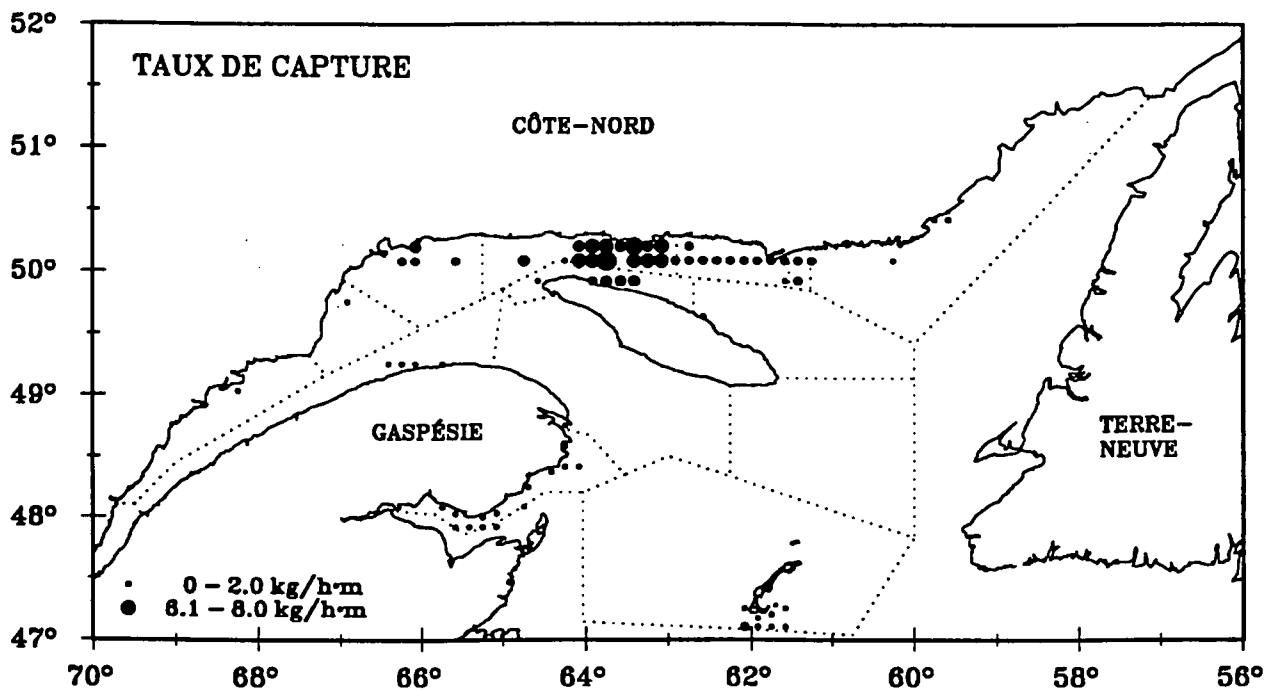 52°
TAUX DE CAPTURE
CÔTE-NORD
51°
50°
49°
GASPÉSIE
TERRE-
NEUVE
48°
0 – 2.0 kg/h·m
6.1 – 8.0 kg/h·m
47°
70° 68° 66° 64° 62° 60° 58° 56°